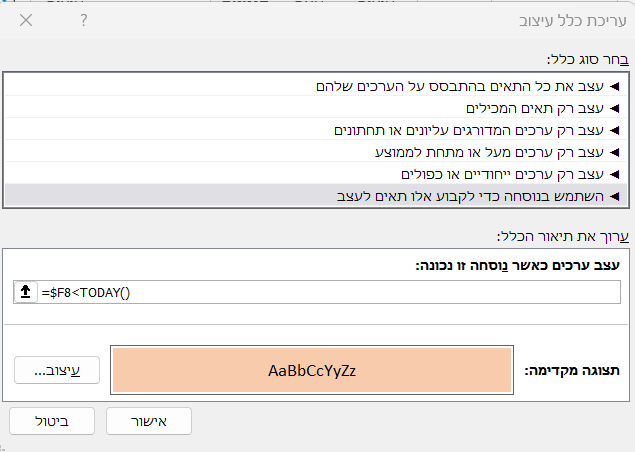 עריכת כלל עיצוב
?
בחר סוג כלל:
◄ עצב את כל התאים בהתבסס על הערכים שלהם
◄ עצב רק תאים המכילים
◄ עצב רק ערכים המדורגים עליונים או תחתונים
◄ עצב רק ערכים מעל או מתחת לממוצע
◄ עצב רק ערכים ייחודיים או כפולים
◄ השתמש בנוסחה כדי לקבוע אלו תאים לעצב
ערוך את תיאור הכלל:
עצב ערכים כאשר נוסחה זו נכונה:
=$F8<TODAY()
תצוגה מקדימה:
AaBbCcYyZz
עיצוב...
אישור
ביטול